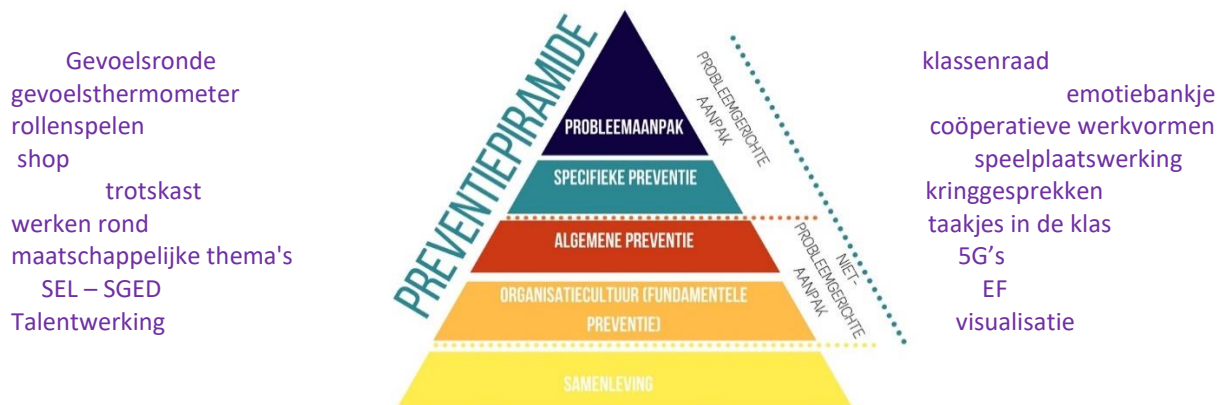 Gevoelsronde
gevoelsthermometer
rollenspelen
shop
trotskast
werken rond
maatschappelijke thema's
SEL – SGED
Talentwerking
PREVENTIEPIRAMIDE
PROBLEEMAANPAK
SPECIFIEKE PREVENTIE
ALGEMENE PREVENTIE
ORGANISATIECULTUUR (FUNDAMENTELE
PREVENTIE)
SAMENLEVING
PROBLEEMGERICHTE
AANPAK
NIET-
PROBLEEMGERICHTE
AANPAK
klassenraad
emotiebankje
coöperatieve werkvormen
speelplaatswerking
kringgesprekken
taakjes in de klas
5G’s
EF
visualisatie